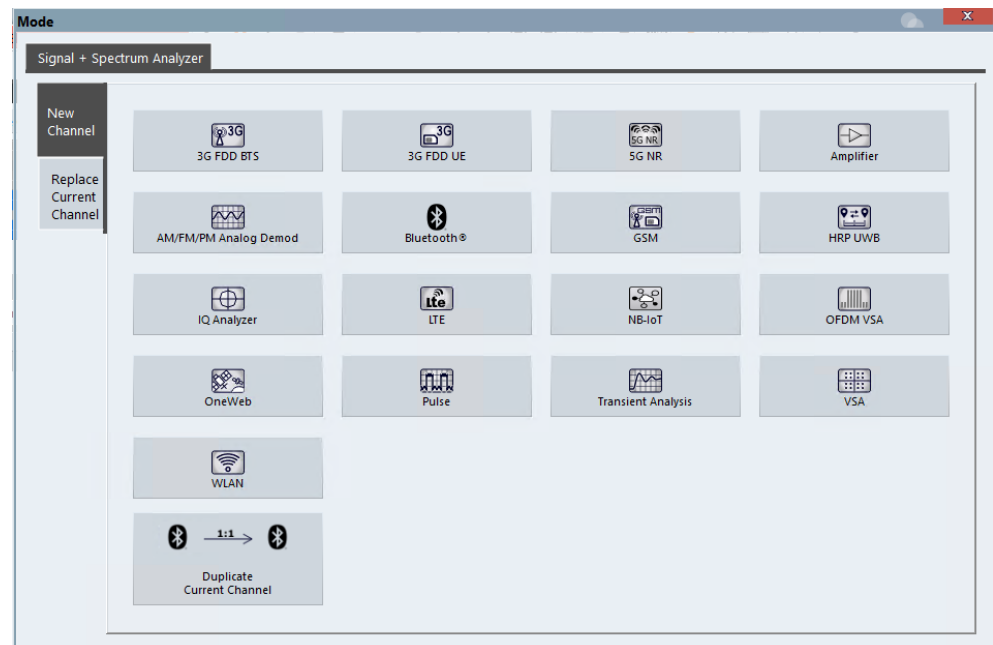 Mode
X
Signal + Spectrum Analyzer
New
Channel
Replace
Current
Channel
3G
3G FDD BTS
3G
3G FDD UE
5G NR
5G NR
Amplifier
AM/FM/PM Analog Demod
Bluetooth®
GSM
GSM
HRP UWB
IQ Analyzer
Lte
LTE
NB-IoT
OFDM VSA
OneWeb
Pulse
Transient Analysis
VSA
WLAN
1:1
Duplicate
Current Channel